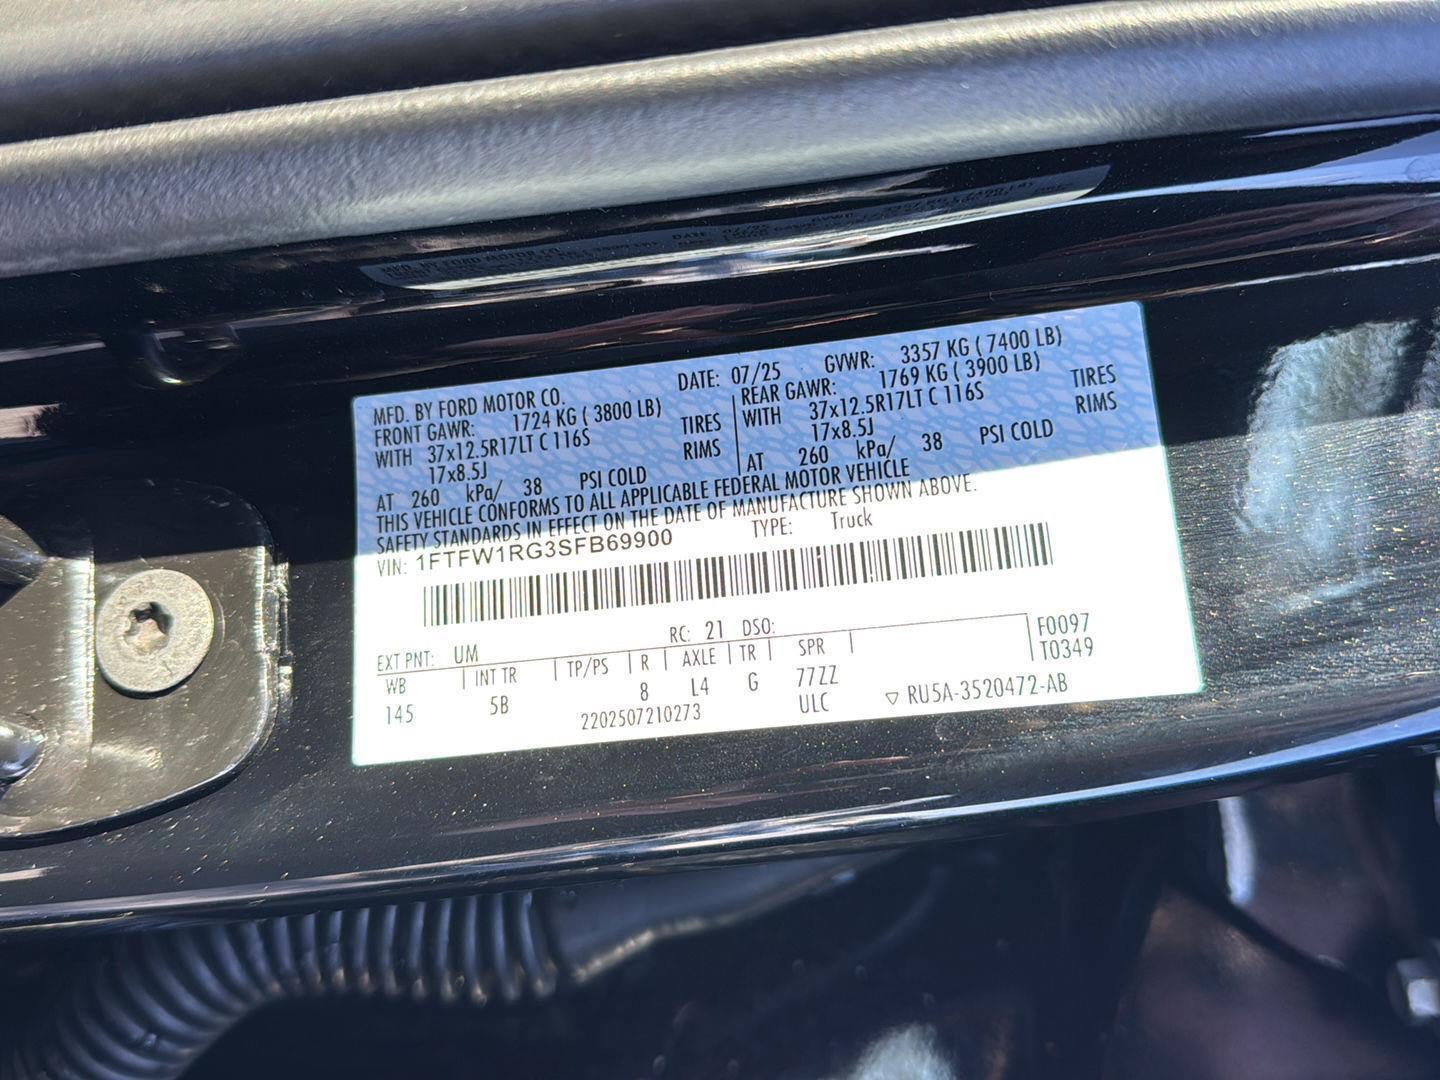 MFD. BY FORD MOTOR CO.
DATE: 07/25 GVWR: 3357 KG ( 7400 LB)
FRONT GAWR: 1724 KG ( 3800 LB)
WITH 37x12.5R17LT C 116S TIRES
17x8.5J RIMS
AT 260 kPa/ 38 PSI COLD
REAR GAWR: 1769 KG ( 3900 LB)
WITH 37x12.5R17LT C 116S TIRES
17x8.5J RIMS
AT 260 kPa/ 38 PSI COLD
THIS VEHICLE CONFORMS TO ALL APPLICABLE FEDERAL MOTOR VEHICLE
SAFETY STANDARDS IN EFFECT ON THE DATE OF MANUFACTURE SHOWN ABOVE.
VIN: 1FTFW1RG3SFB69900 TYPE: Truck
EXT PNT: UM RC: 21 DSO:
WB INT TR TP/PS R AXLE TR SPR F0097
145 5B 8 L4 G 77ZZ T0349
2202507210273 ULC ▽ RU5A-3520472-AB